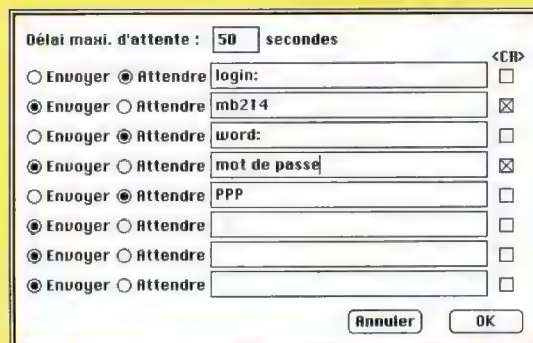 Délai maxi. d'attente : 50 secondes
<CR>
Envoyer Attendre login:
Envoyer Attendre mb214
Envoyer Attendre word:
Envoyer Attendre mot de passe
Envoyer Attendre PPP
Envoyer Attendre
Envoyer Attendre
Envoyer Attendre
Annuler OK